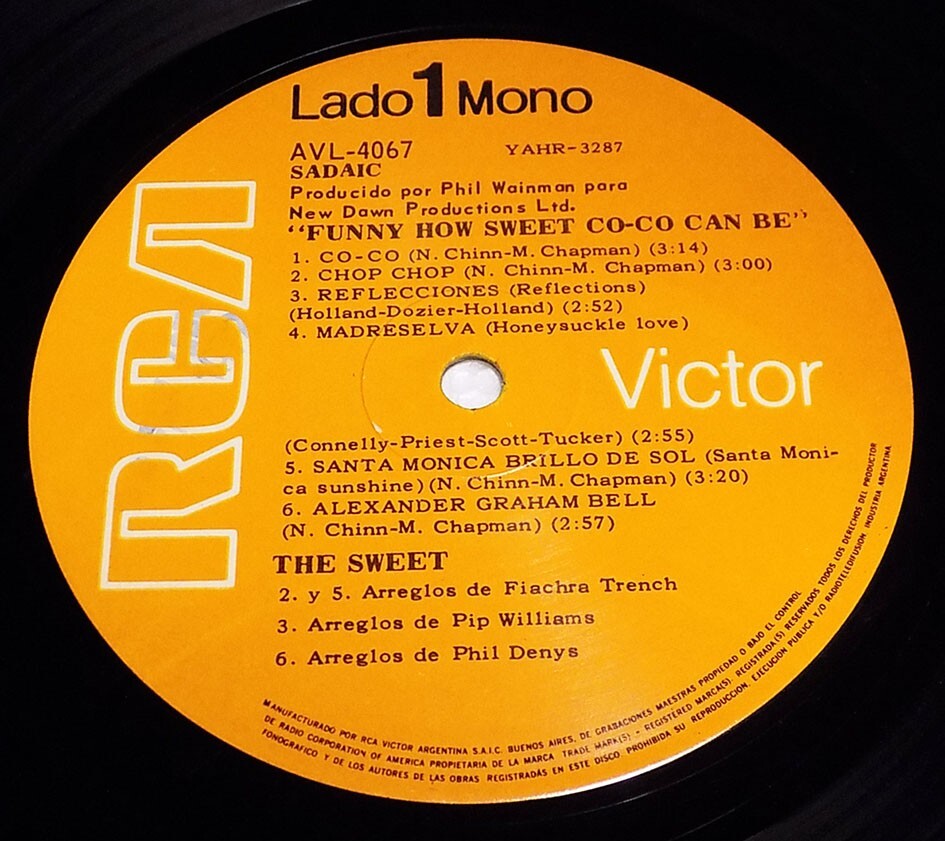 Lado 1 Mono
AVL-4067 YAHR-3287
SADAIC
Producido por Phil Wainman para
New Dawn Productions Ltd.
“FUNNY HOW SWEET CO-CO CAN BE”
1. CO-CO (N. Chinn-M. Chapman) (3:14)
2. CHOP CHOP (N. Chinn-M. Chapman) (3:00)
3. REFLECCIONES (Reflections)
(Holland-Dozier-Holland) (2:52)
4. MADRESELVA (Honeysuckle love)
RCA
Victor
(Connelly-Priest-Scott-Tucker) (2:55)
5. SANTA MONICA BRILLO DE SOL (Santa Moni-
ca sunshine) (N. Chinn-M. Chapman) (3:20)
6. ALEXANDER GRAHAM BELL
(N. Chinn-M. Chapman) (2:57)
THE SWEET
2. y 5. Arreglos de Fiachra Trench
3. Arreglos de Pip Williams
6. Arreglos de Phil Denys
MANUFACTURADO POR RCA VICTOR ARGENTINA S.A.I.C. BUENOS AIRES, DE GRABACIONES MAESTRAS PROPIEDAD O BAJO EL CONTROL
DE RADIO CORPORATION OF AMERICA PROPIETARIA DE LA MARCA TRADE MARK(S) - REGISTERED MARCA(S). REGISTRADA(S) RESERVADOS TODOS LOS DERECHOS DEL PRODUCTOR
FONOGRAFICO Y DE LOS AUTORES DE LAS OBRAS REGISTRADAS EN ESTE DISCO. PROHIBIDA SU REPRODUCCION. EJECUCION PUBLICA Y/O RADIOTELEDIFUSION INDUSTRIA ARGENTINA